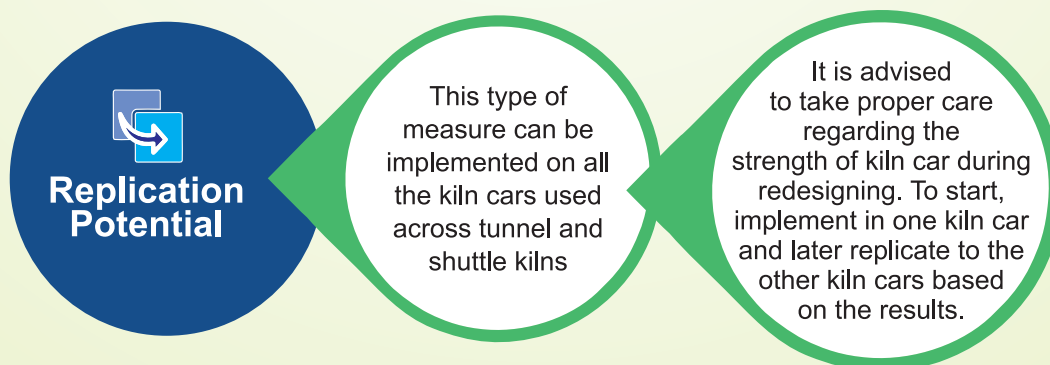 Replication
Potential
This type of
measure can be
implemented on all
the kiln cars used
across tunnel and
shuttle kilns
It is advised
to take proper care
regarding the
strength of kiln car during
redesigning. To start,
implement in one kiln car
and later replicate to the
other kiln cars based
on the results.